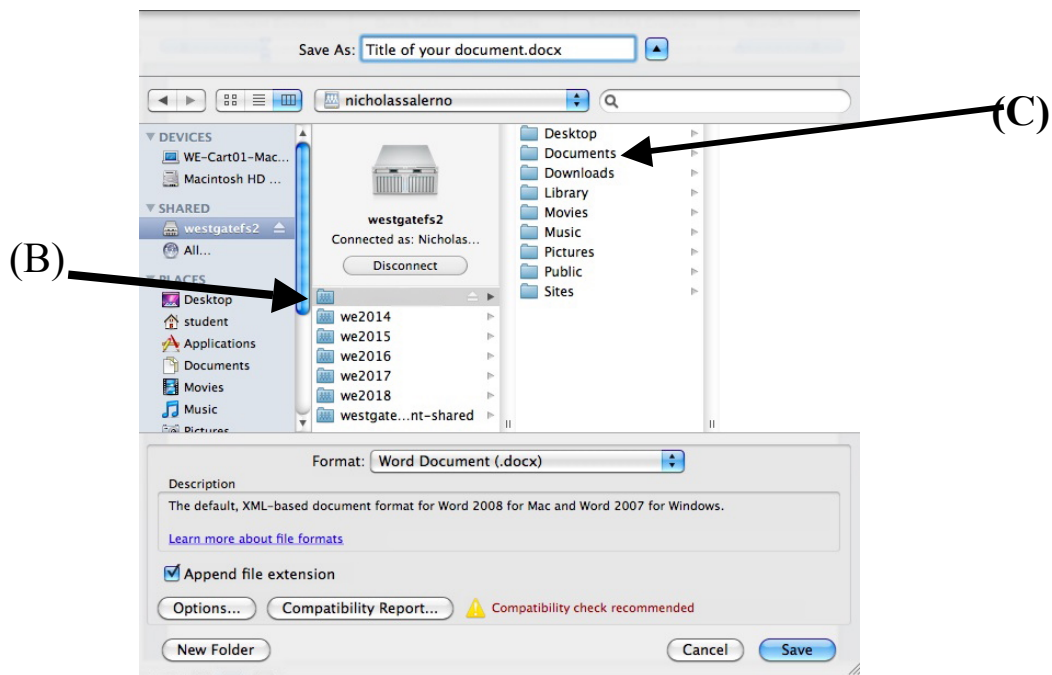 Save As: Title of your document.docx
nicholassalerno
(C)
DEVICES
WE-Cart01-Mac...
Macintosh HD ...
SHARED
westgatefs2
All...
(B)
PLACES
Desktop
student
Applications
Documents
Movies
Music
Pictures
westgatefs2
Connected as: Nicholas...
Disconnect
we2014
we2015
we2016
we2017
we2018
westgate...nt-shared
Desktop
Documents
Downloads
Library
Movies
Music
Pictures
Public
Sites
Format: Word Document (.docx)
Description
The default, XML-based document format for Word 2008 for Mac and Word 2007 for Windows.
Learn more about file formats
Append file extension
Options... Compatibility Report... Compatibility check recommended
New Folder Cancel Save